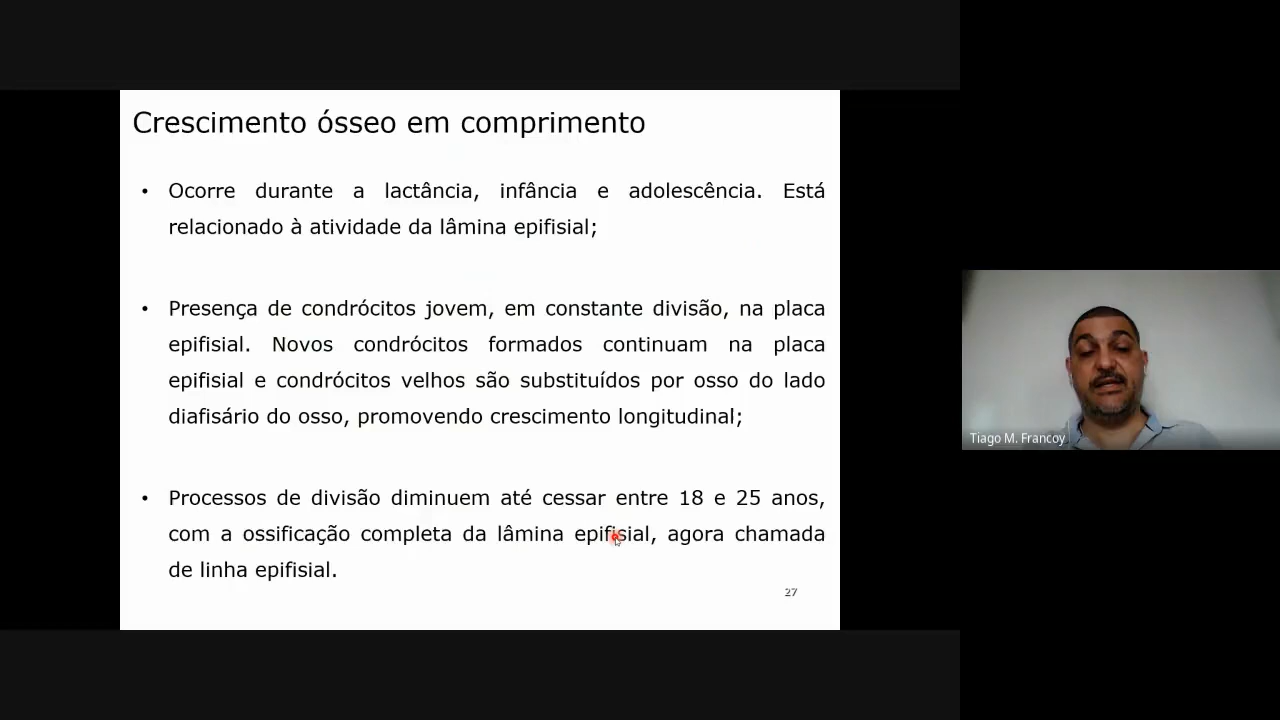 Crescimento ósseo em comprimento
• Ocorre durante a lactância, infância e adolescência. Está
relacionado à atividade da lâmina epifisial;
• Presença de condrócitos jovem, em constante divisão, na placa
epifisial. Novos condrócitos formados continuam na placa
epifisial e condrócitos velhos são substituídos por osso do lado
diafisário do osso, promovendo crescimento longitudinal;
• Processos de divisão diminuem até cessar entre 18 e 25 anos,
com a ossificação completa da lâmina epifisial, agora chamada
de linha epifisial.
27
Tiago M. Francoy